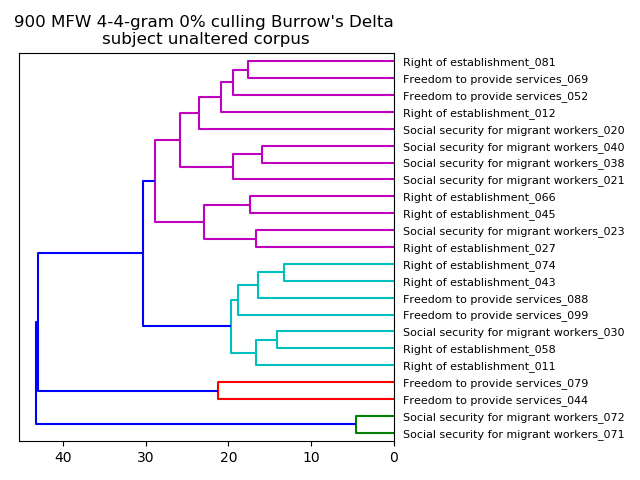 900 MFW 4-4-gram 0% culling Burrow's Delta
subject unaltered corpus
Right of establishment_081
Freedom to provide services_069
Freedom to provide services_052
Right of establishment_012
Social security for migrant workers_020
Social security for migrant workers_040
Social security for migrant workers_038
Social security for migrant workers_021
Right of establishment_066
Right of establishment_045
Social security for migrant workers_023
Right of establishment_027
Right of establishment_074
Right of establishment_043
Freedom to provide services_088
Freedom to provide services_099
Social security for migrant workers_030
Right of establishment_058
Right of establishment_011
Freedom to provide services_079
Freedom to provide services_044
Social security for migrant workers_072
Social security for migrant workers_071
40 30 20 10 0